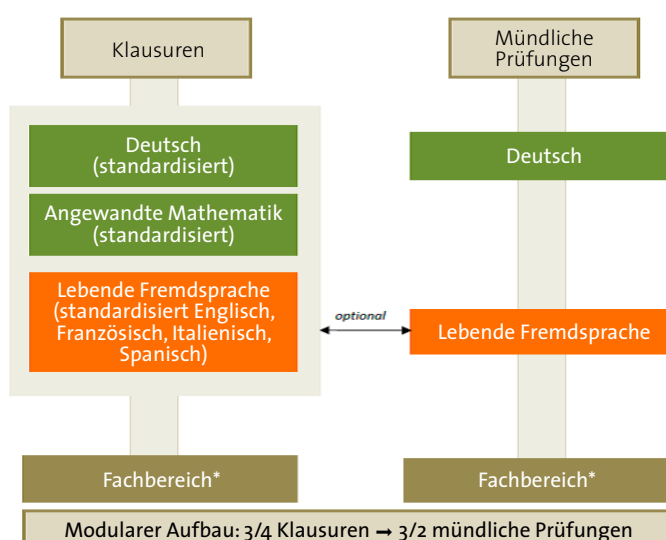 Klausuren
Deutsch
(standardisiert)
Angewandte Mathematik
(standardisiert)
Lebende Fremdsprache
(standardisiert Englisch,
Französisch, Italienisch,
Spanisch)
Fachbereich*
optional
Mündliche
Prüfungen
Deutsch
Lebende Fremdsprache
Fachbereich*
Modularer Aufbau: 3/4 Klausuren → 3/2 mündliche Prüfungen